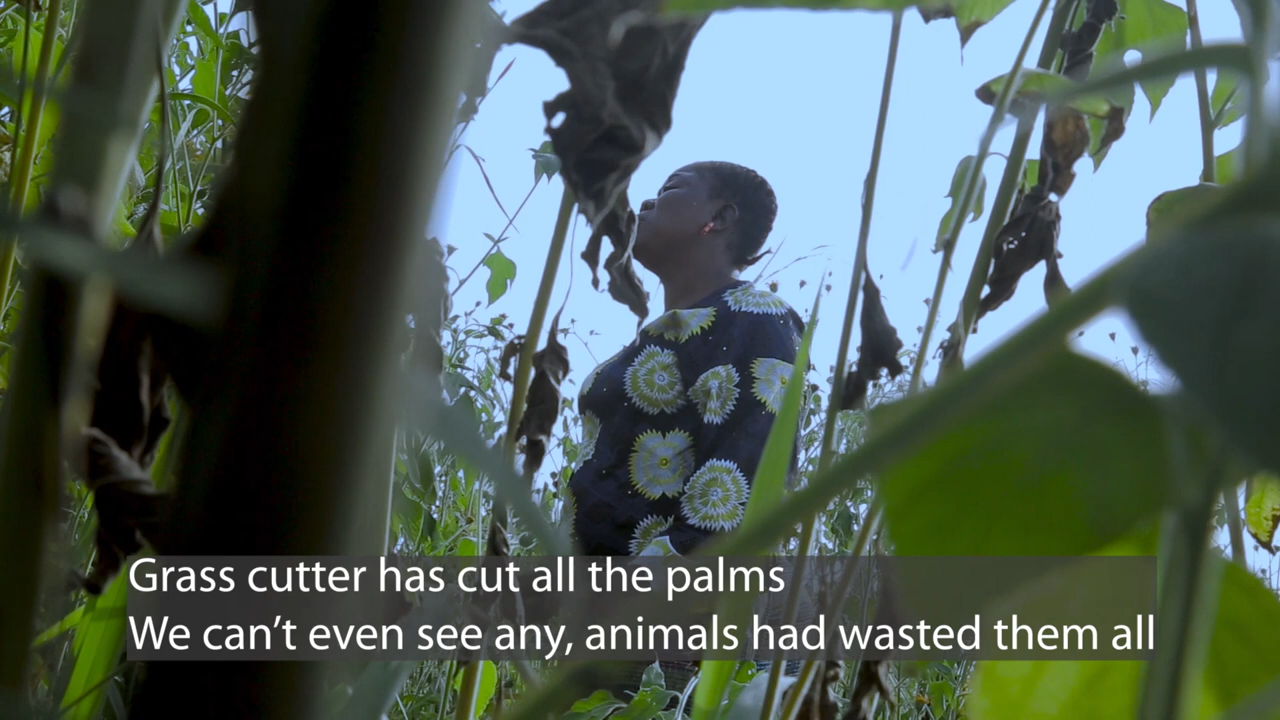 Grass cutter has cut all the palms
We can’t even see any, animals had wasted them all